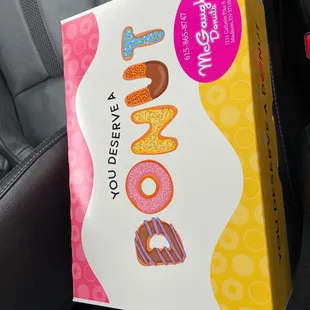 YOU DESERVE A
DONUT
615-865-8747
McGaugh's
Donuts
YOU DESERVE A DONUT